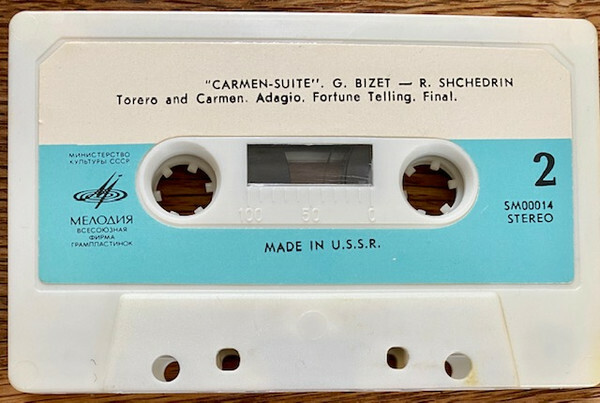 "CARMEN-SUITE". G. BIZET — R. SHCHEDRIN
Torero and Carmen. Adagio. Fortune Telling. Final.
МИНИСТЕРСТВО
КУЛЬТУРЫ СССР
МЕЛОДИЯ
ВСЕСОЮЗНАЯ
ФИРМА
ГРАМПЛАСТИНОК
2
SM00014
STEREO
100 50 0
MADE IN U.S.S.R.